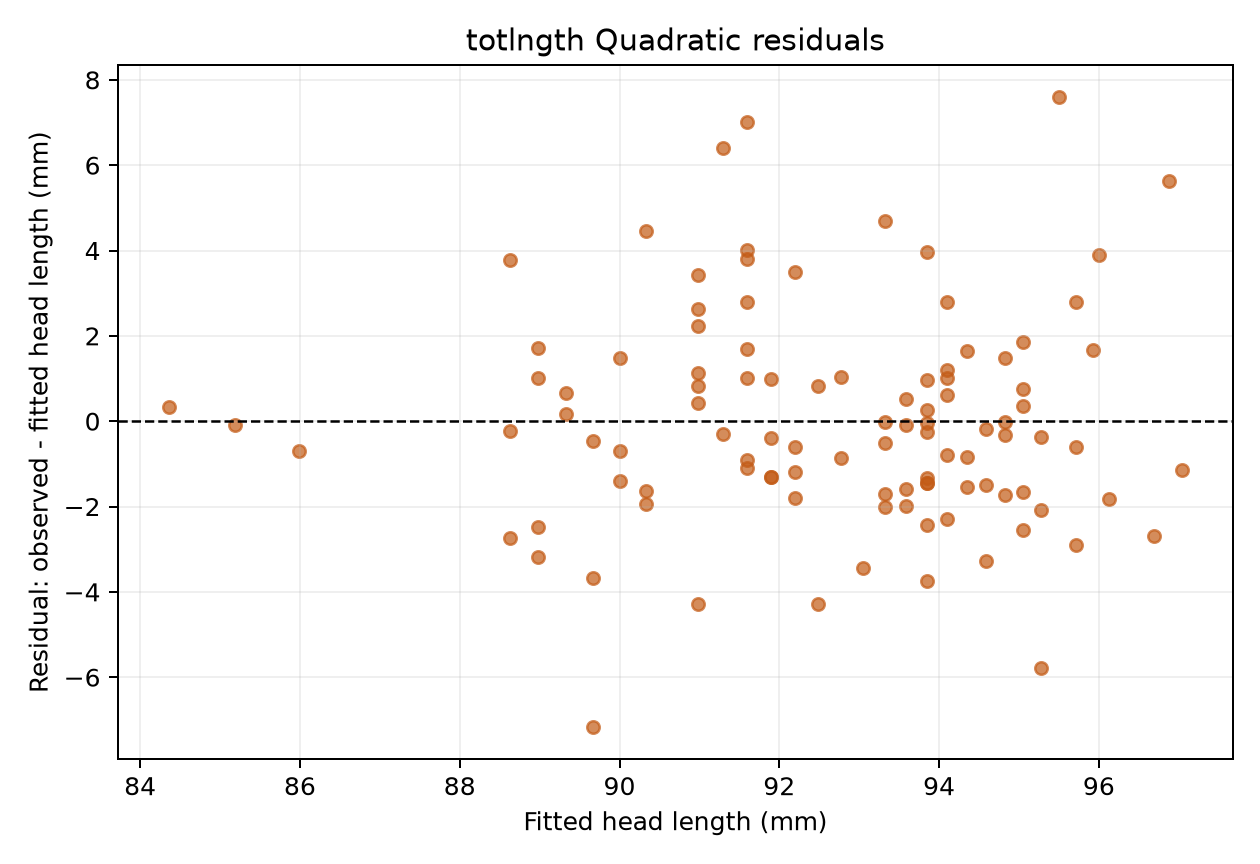 totlngth Quadratic residuals
Residual: observed - fitted head length (mm)
8
6
4
2
0
−2
−4
−6
84 86 88 90 92 94 96
Fitted head length (mm)